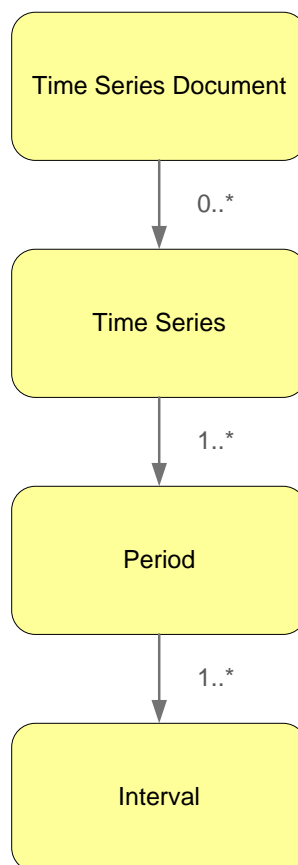 Time Series Document
0..*
Time Series
1..*
Period
1..*
Interval